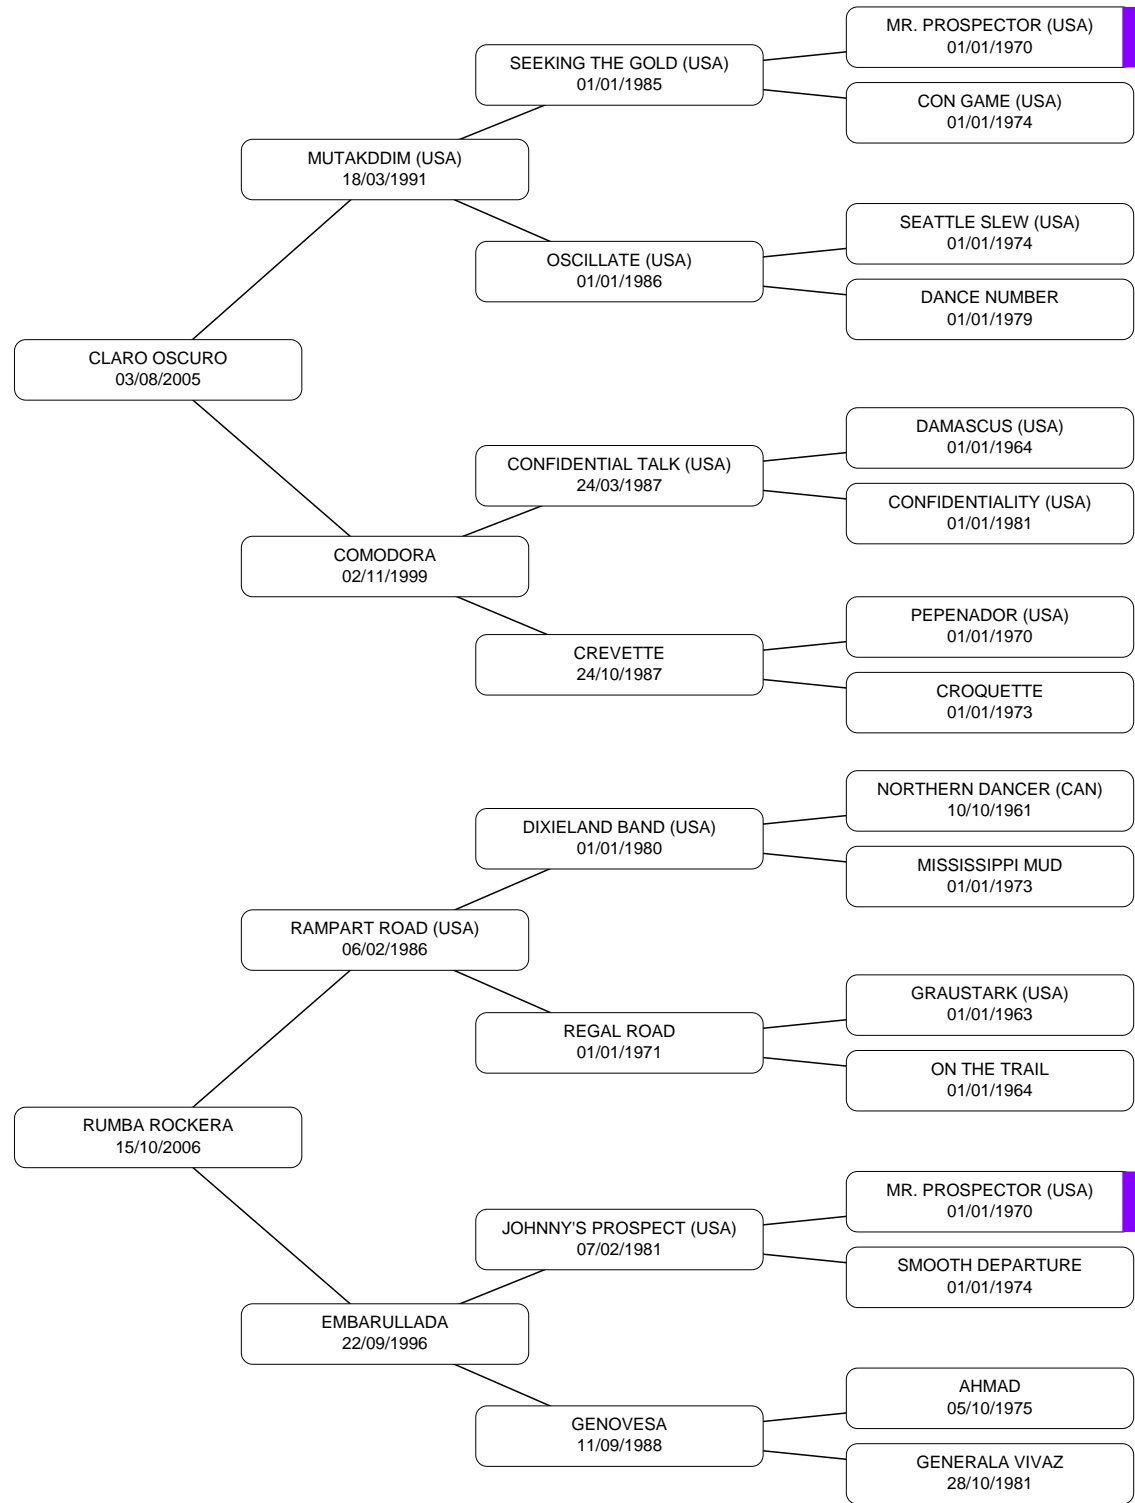 MR. PROSPECTOR (USA)
01/01/1970
SEEKING THE GOLD (USA)
01/01/1985
CON GAME (USA)
01/01/1974
MUTAKDDIM (USA)
18/03/1991
SEATTLE SLEW (USA)
01/01/1974
OSCILLATE (USA)
01/01/1986
DANCE NUMBER
01/01/1979
CLARO OSCURO
03/08/2005
DAMASCUS (USA)
01/01/1964
CONFIDENTIAL TALK (USA)
24/03/1987
CONFIDENTIALITY (USA)
01/01/1981
COMODORA
02/11/1999
PEPENADOR (USA)
01/01/1970
CREVETTE
24/10/1987
CROQUETTE
01/01/1973
NORTHERN DANCER (CAN)
10/10/1961
DIXIELAND BAND (USA)
01/01/1980
MISSISSIPPI MUD
01/01/1973
RAMPART ROAD (USA)
06/02/1986
GRAUSTARK (USA)
01/01/1963
REGAL ROAD
01/01/1971
ON THE TRAIL
01/01/1964
RUMBA ROCKERA
15/10/2006
MR. PROSPECTOR (USA)
01/01/1970
JOHNNY'S PROSPECT (USA)
07/02/1981
SMOOTH DEPARTURE
01/01/1974
EMBARULLADA
22/09/1996
AHMAD
05/10/1975
GENOVESA
11/09/1988
GENERALA VIVAZ
28/10/1981